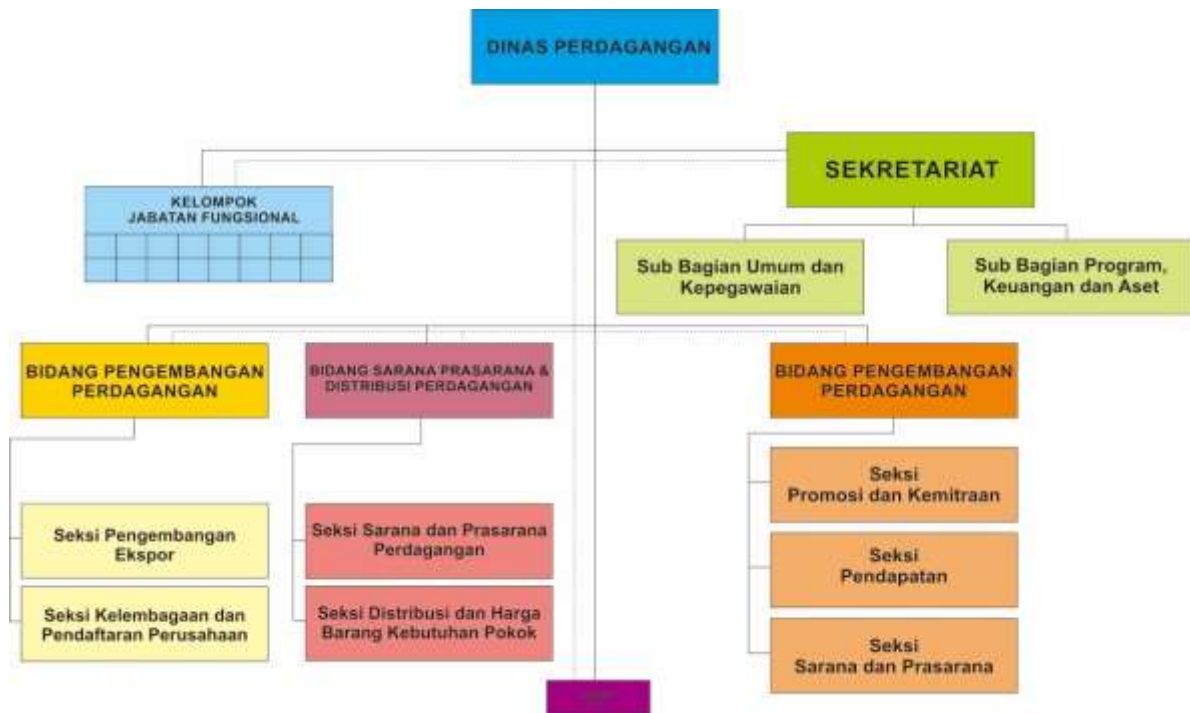 DINAS PERDAGANGAN
SEKRETARIAT
KELOMPOK
JABATAN FUNGSIONAL
Sub Bagian Umum dan
Kepegawaian
Sub Bagian Program,
Keuangan dan Aset
BIDANG PENGEMBANGAN
PERDAGANGAN
BIDANG SARANA PRASARANA &
DISTRIBUSI PERDAGANGAN
BIDANG PENGEMBANGAN
PERDAGANGAN
Seksi Pengembangan
Ekspor
Seksi Kelembagaan dan
Pendaftaran Perusahaan
Seksi Sarana dan Prasarana
Perdagangan
Seksi Distribusi dan Harga
Barang Kebutuhan Pokok
Seksi
Promosi dan Kemitraan
Seksi
Pendapatan
Seksi
Sarana dan Prasarana